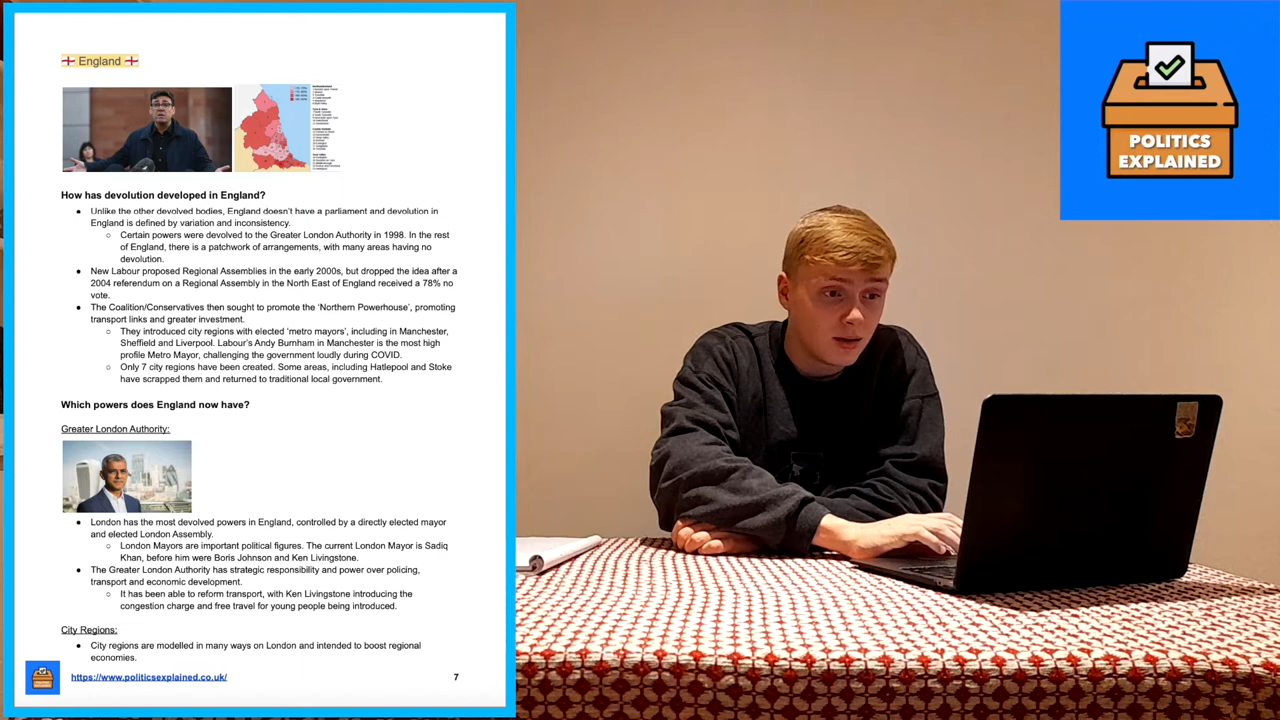 England
How has devolution developed in England?
● Unlike the other devolved bodies, England doesn't have a parliament and devolution in
England is defined by variation and inconsistency.
○ Certain powers were devolved to the Greater London Authority in 1998. In the rest
of England, there is a patchwork of arrangements, with many areas having no
devolution.
● New Labour proposed Regional Assemblies in the early 2000s, but dropped the idea after a
2004 referendum on a Regional Assembly in the North East of England received a 78% no
vote.
● The Coalition/Conservatives then sought to promote the 'Northern Powerhouse', promoting
transport links and greater investment.
○ They introduced city regions with elected 'metro mayors', including in Manchester,
Sheffield and Liverpool. Labour's Andy Burnham in Manchester is the most high
profile Metro Mayor, challenging the government loudly during COVID.
○ Only 7 city regions have been created. Some areas, including Hatlepool and Stoke
have scrapped them and returned to traditional local government.
Which powers does England now have?
Greater London Authority:
● London has the most devolved powers in England, controlled by a directly elected mayor
and elected London Assembly.
○ London Mayors are important political figures. The current London Mayor is Sadiq
Khan, before him were Boris Johnson and Ken Livingstone.
● The Greater London Authority has strategic responsibility and power over policing,
transport and economic development.
○ It has been able to reform transport, with Ken Livingstone introducing the
congestion charge and free travel for young people being introduced.
City Regions:
● City regions are modelled in many ways on London and intended to boost regional
economies.
https://www.politicsexplained.co.uk/
7
POLITICS
EXPLAINED